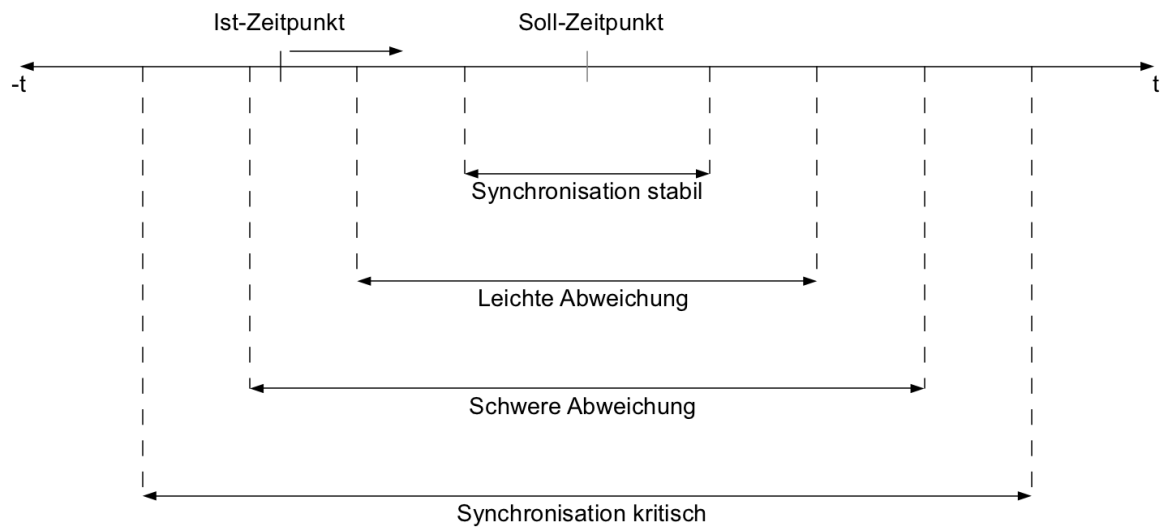 Ist-Zeitpunkt
Soll-Zeitpunkt
-t
t
Synchronisation stabil
Leichte Abweichung
Schwere Abweichung
Synchronisation kritisch